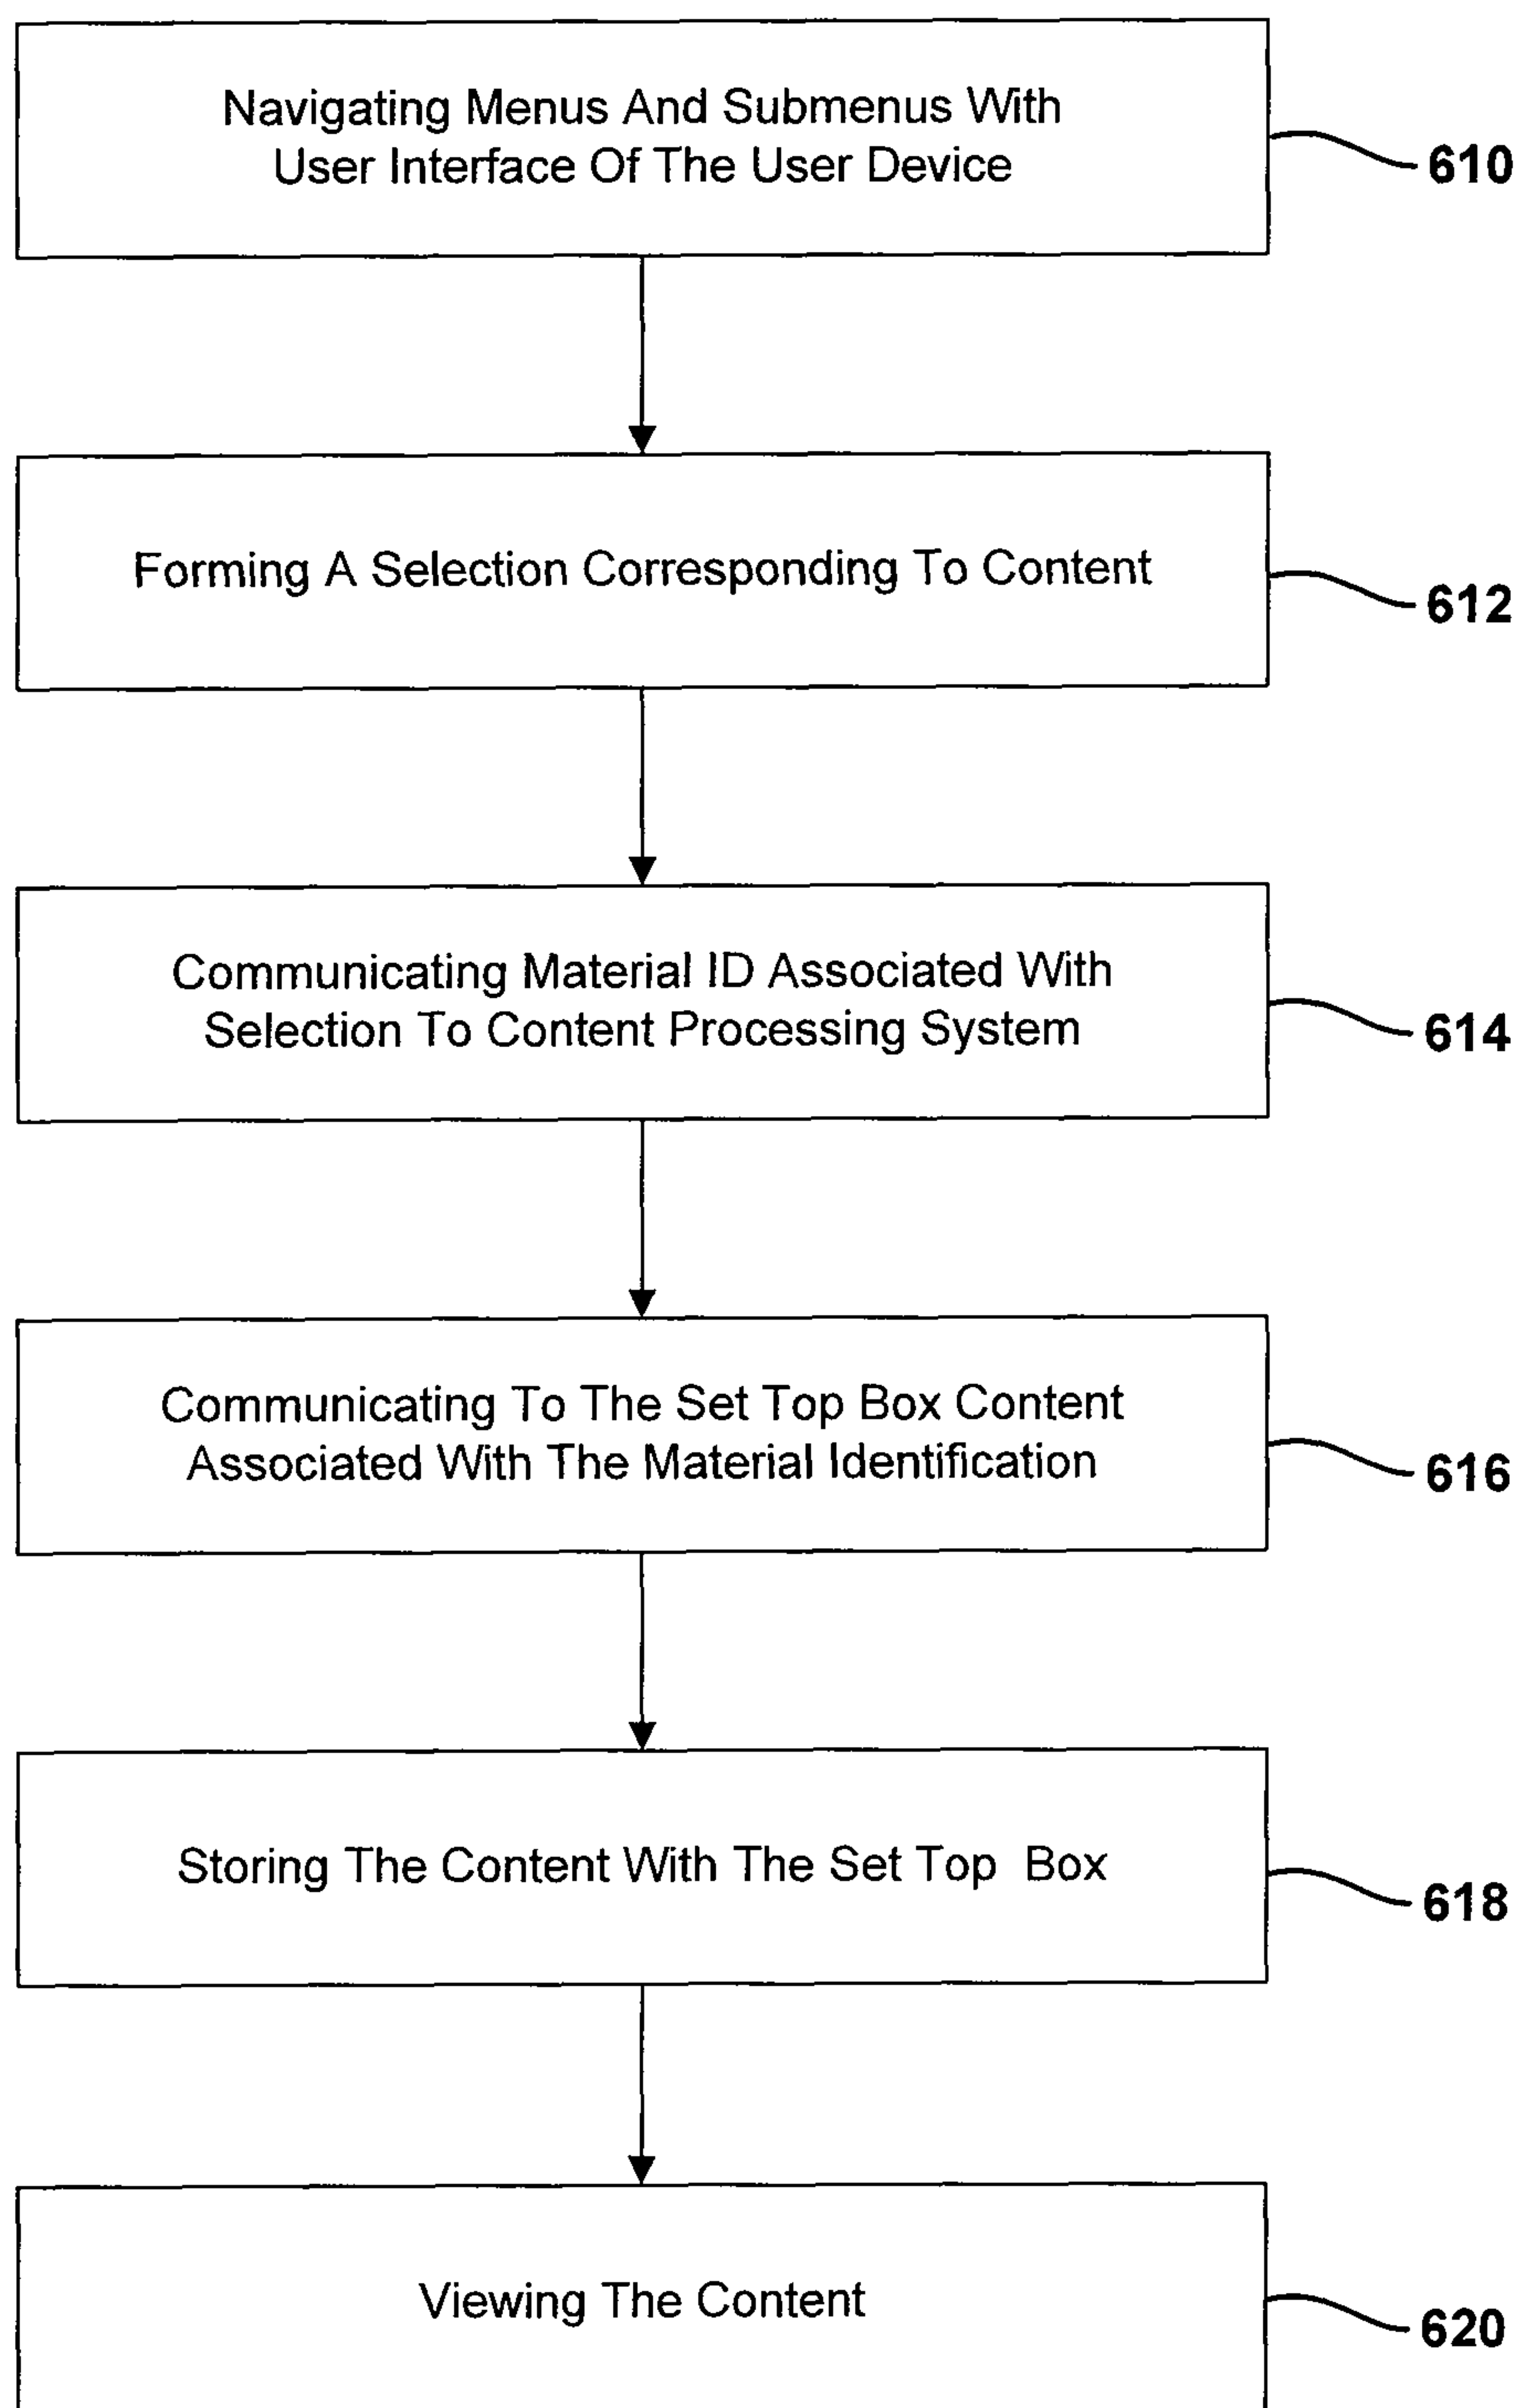 Navigating Menus And Submenus With
User Interface Of The User Device
610
Forming A Selection Corresponding To Content
612
Communicating Material ID Associated With
Selection To Content Processing System
614
Communicating To The Set Top Box Content
Associated With The Material Identification
616
Storing The Content With The Set Top Box
618
Viewing The Content
620